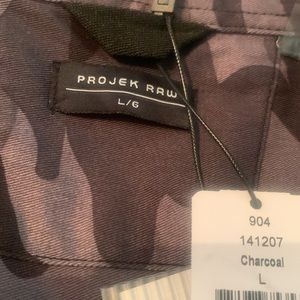 PROJEK RAW
L/G
904
141207
Charcoal
L